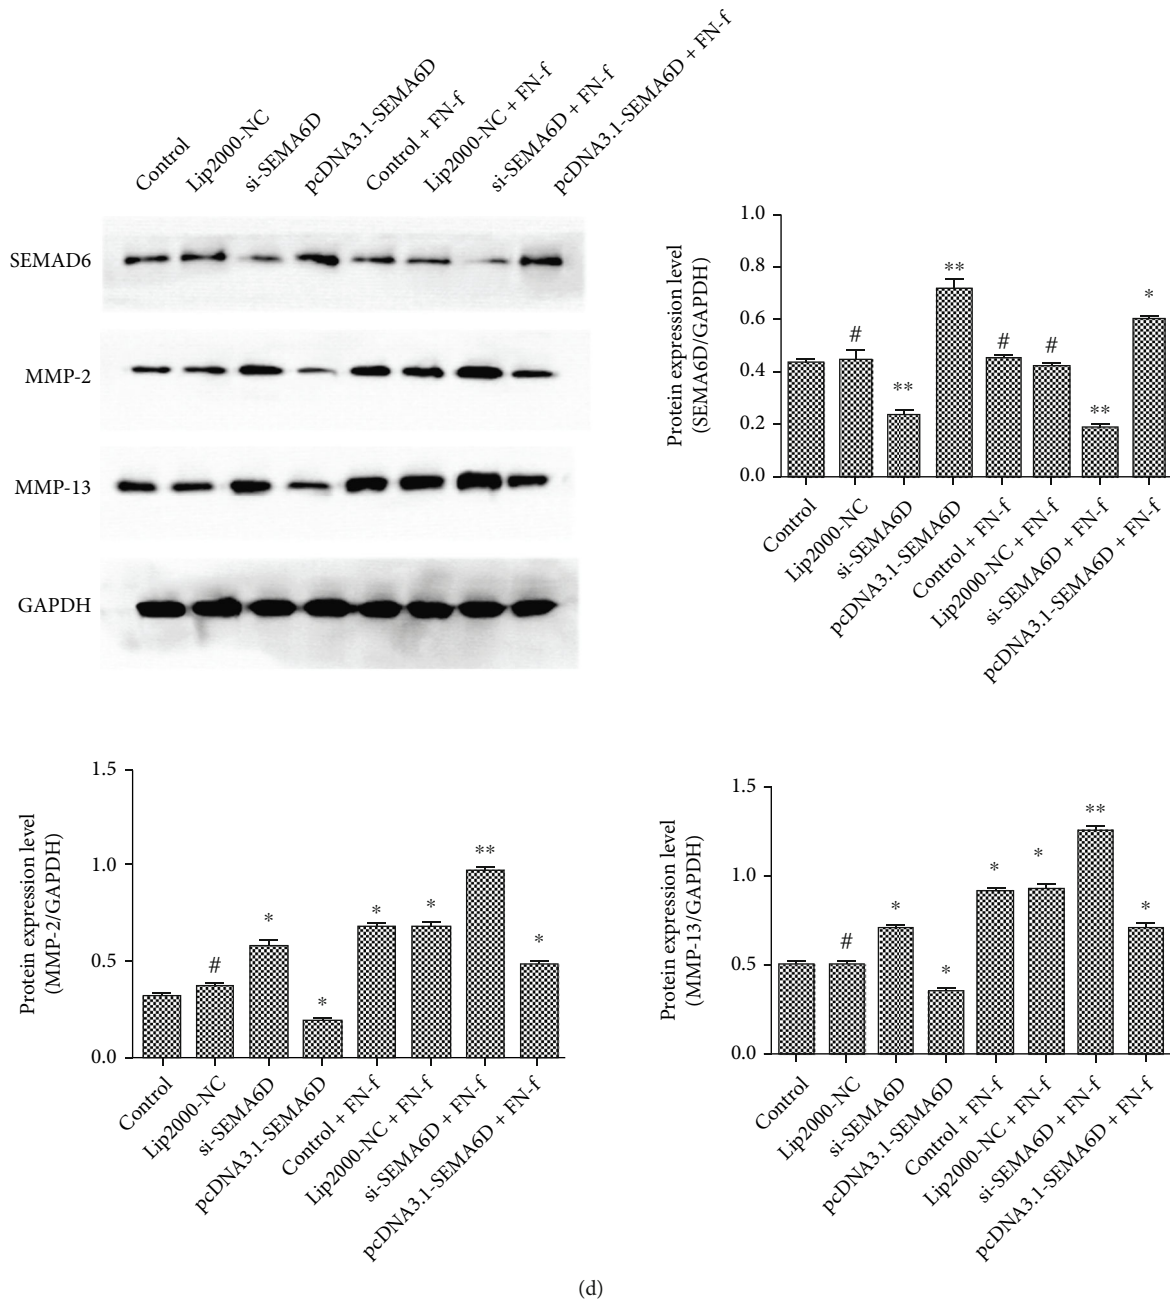 Control
Lip2000-NC
si-SEMA6D
pcDNA3.1-SEMA6D
Control + FN-f
Lip2000-NC + FN-f
si-SEMA6D + FN-f
pcDNA3.1-SEMA6D + FN-f
SEMAD6
MMP-2
MMP-13
GAPDH
Protein expression level
(SEMA6D/GAPDH)
1.0
0.8
0.6
0.4
0.2
0.0
#
**
**
#
#
**
*
Control
Lip2000-NC
si-SEMA6D
pcDNA3.1-SEMA6D
Control + FN-f
Lip2000-NC + FN-f
si-SEMA6D + FN-f
pcDNA3.1-SEMA6D + FN-f
Protein expression level
(MMP-2/GAPDH)
1.5
1.0
0.5
0.0
#
*
*
*
*
**
*
Control
Lip2000-NC
si-SEMA6D
pcDNA3.1-SEMA6D
Control + FN-f
Lip2000-NC + FN-f
si-SEMA6D + FN-f
pcDNA3.1-SEMA6D + FN-f
Protein expression level
(MMP-13/GAPDH)
1.5
1.0
0.5
0.0
#
*
*
*
*
**
*
Control
Lip2000-NC
si-SEMA6D
pcDNA3.1-SEMA6D
Control + FN-f
Lip2000-NC + FN-f
si-SEMA6D + FN-f
pcDNA3.1-SEMA6D + FN-f
(d)